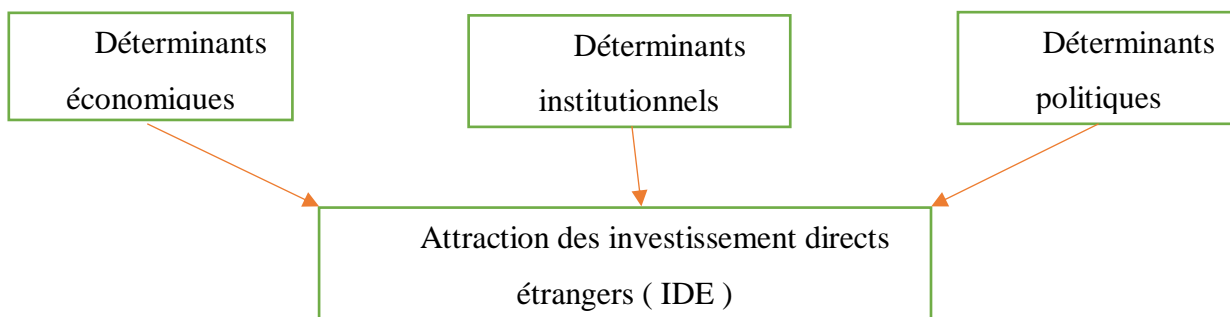 Déterminants
économiques
Déterminants
institutionnels
Déterminants
politiques
Attraction des investissement directs
étrangers ( IDE )